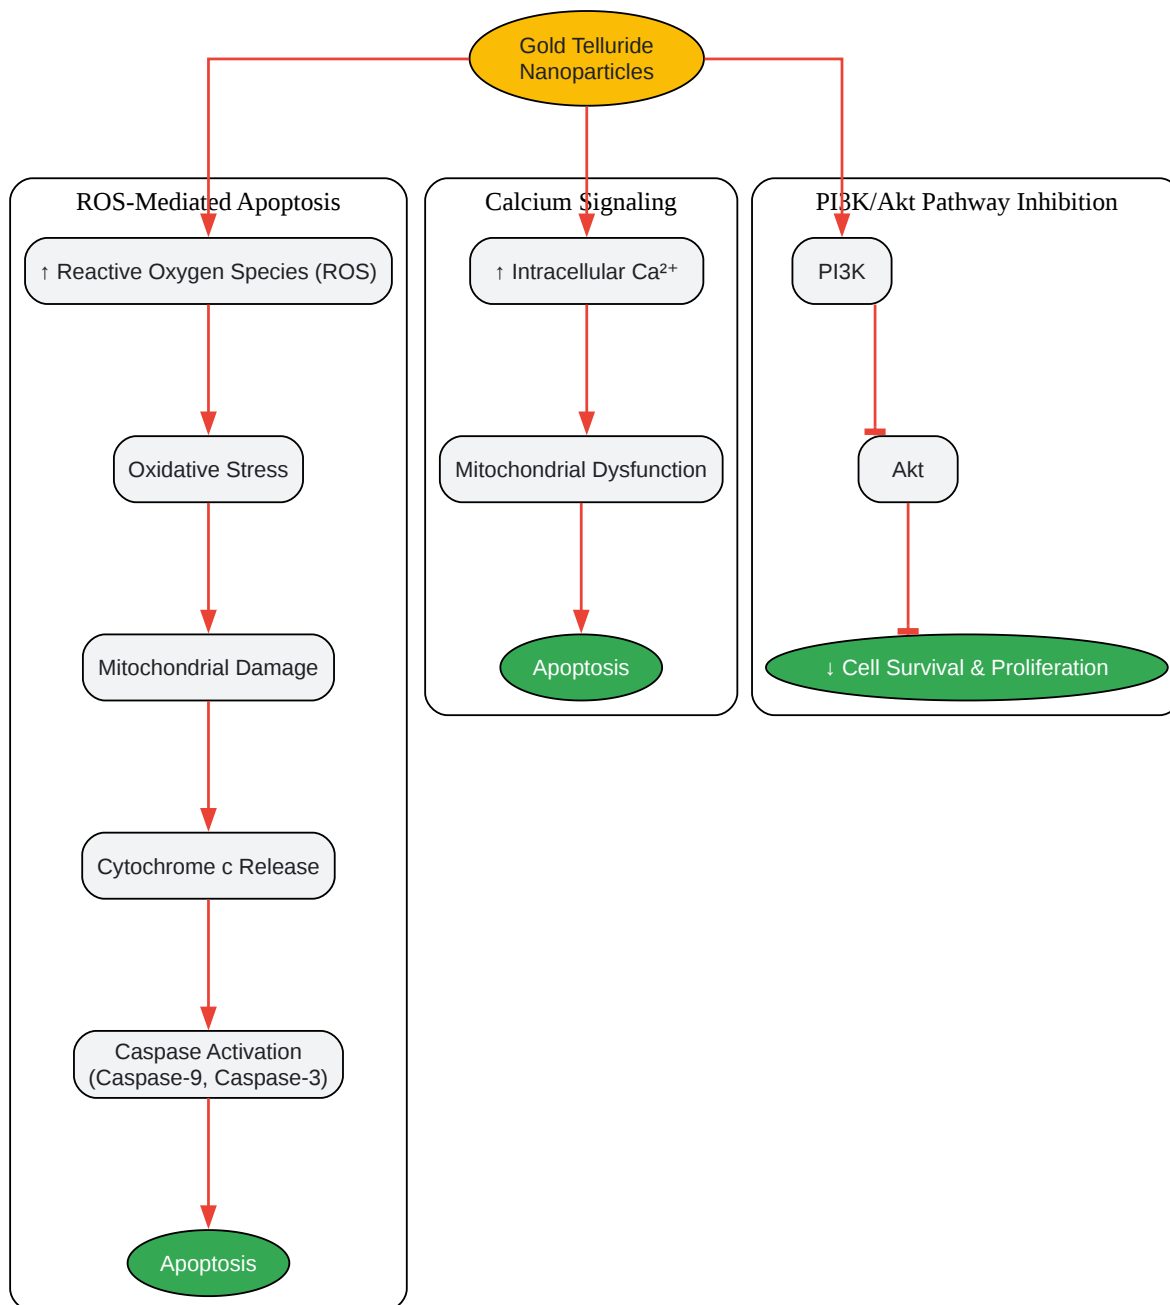 Gold Telluride
Nanoparticles
ROS-Mediated Apoptosis
↑ Reactive Oxygen Species (ROS)
Oxidative Stress
Mitochondrial Damage
Cytochrome c Release
Caspase Activation
(Caspase-9, Caspase-3)
Apoptosis
Calcium Signaling
↑ Intracellular Ca²⁺
Mitochondrial Dysfunction
Apoptosis
PI3K/Akt Pathway Inhibition
PI3K
Akt
↓ Cell Survival & Proliferation